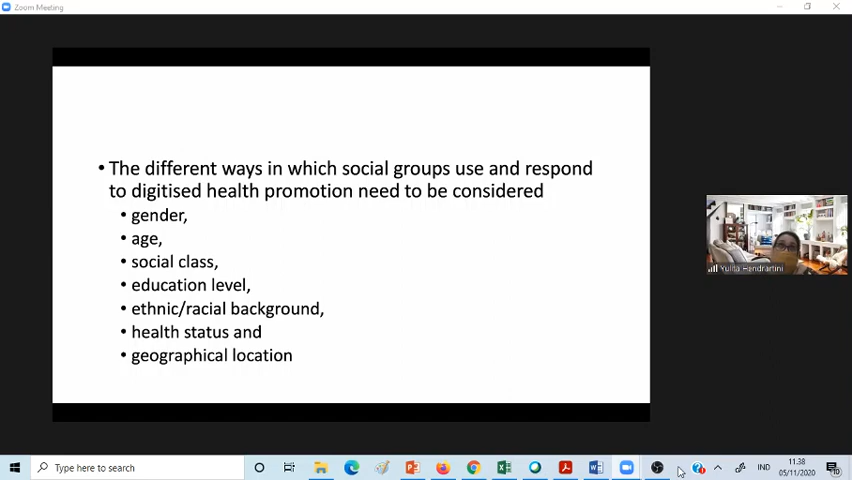 Zoom Meeting
• The different ways in which social groups use and respond
to digitised health promotion need to be considered
• gender,
• age,
• social class,
• education level,
• ethnic/racial background,
• health status and
• geographical location
Yulita Hendrartini
Type here to search
IND
11.38
05/11/2020